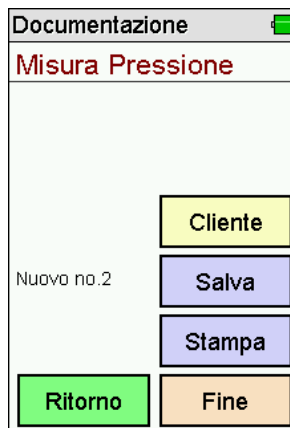 Documentazione
Misura Pressione
Cliente
Nuovo no.2
Salva
Stampa
Ritorno
Fine